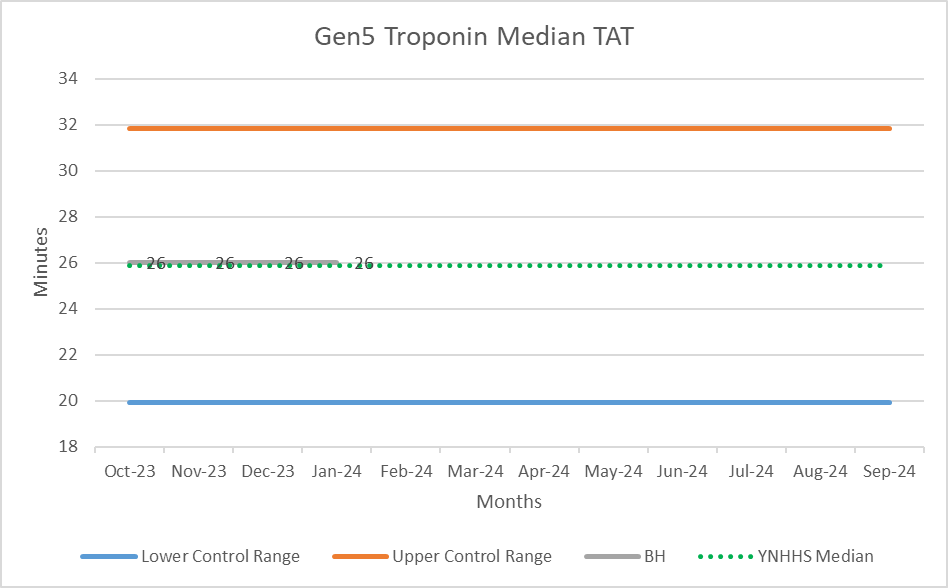 Gen5 Troponin Median TAT
34
32
30
28
26
24
22
20
18
Minutes
26 26 26 26
Oct-23 Nov-23 Dec-23 Jan-24 Feb-24 Mar-24 Apr-24 May-24 Jun-24 Jul-24 Aug-24 Sep-24
Months
Lower Control Range Upper Control Range BH YNHHS Median